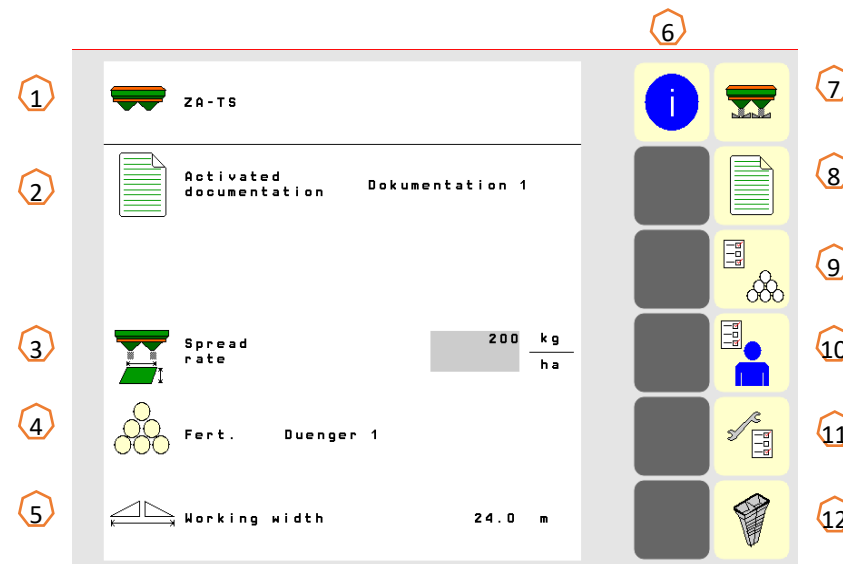 6
1
ZA-TS
i
7
2
Activated
documentation
Dokumentation 1
8
9
3
Spread
rate
200 kg
ha
10
4
Fert. Duenger 1
11
5
Working width 24.0 m
12